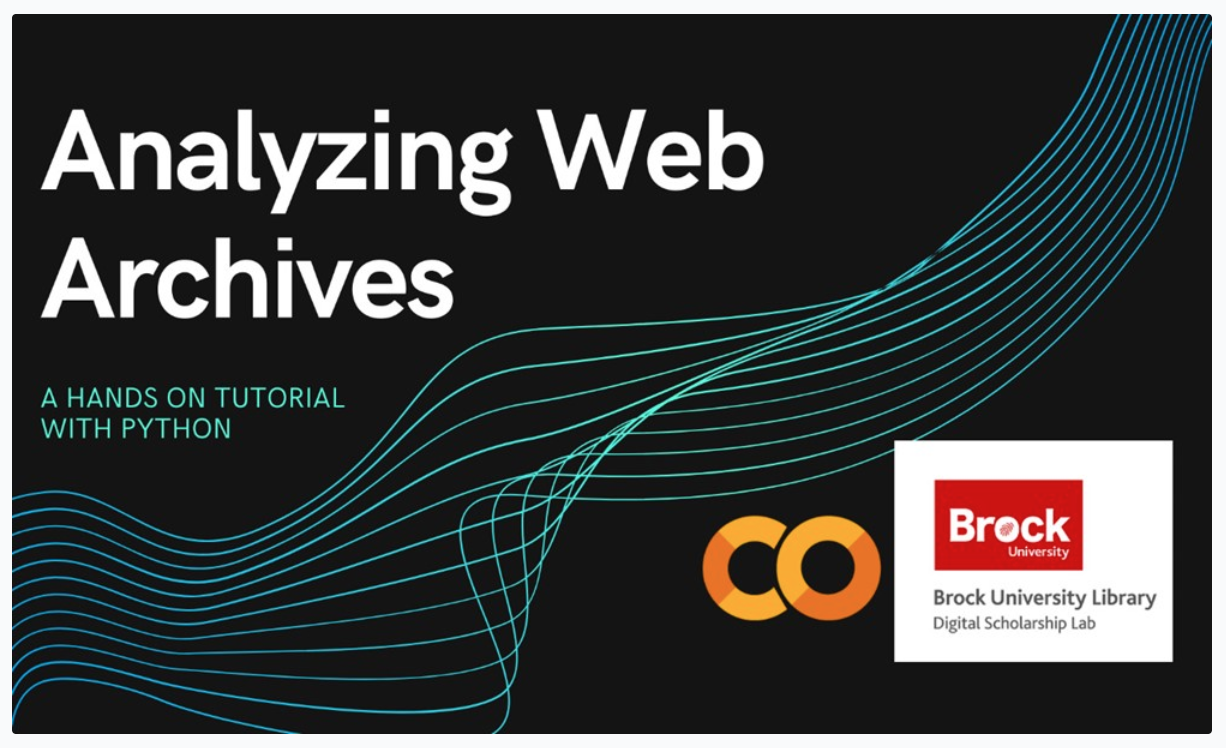 Analyzing Web
Archives
A HANDS ON TUTORIAL
WITH PYTHON
CO
Brock
University
Brock University Library
Digital Scholarship Lab